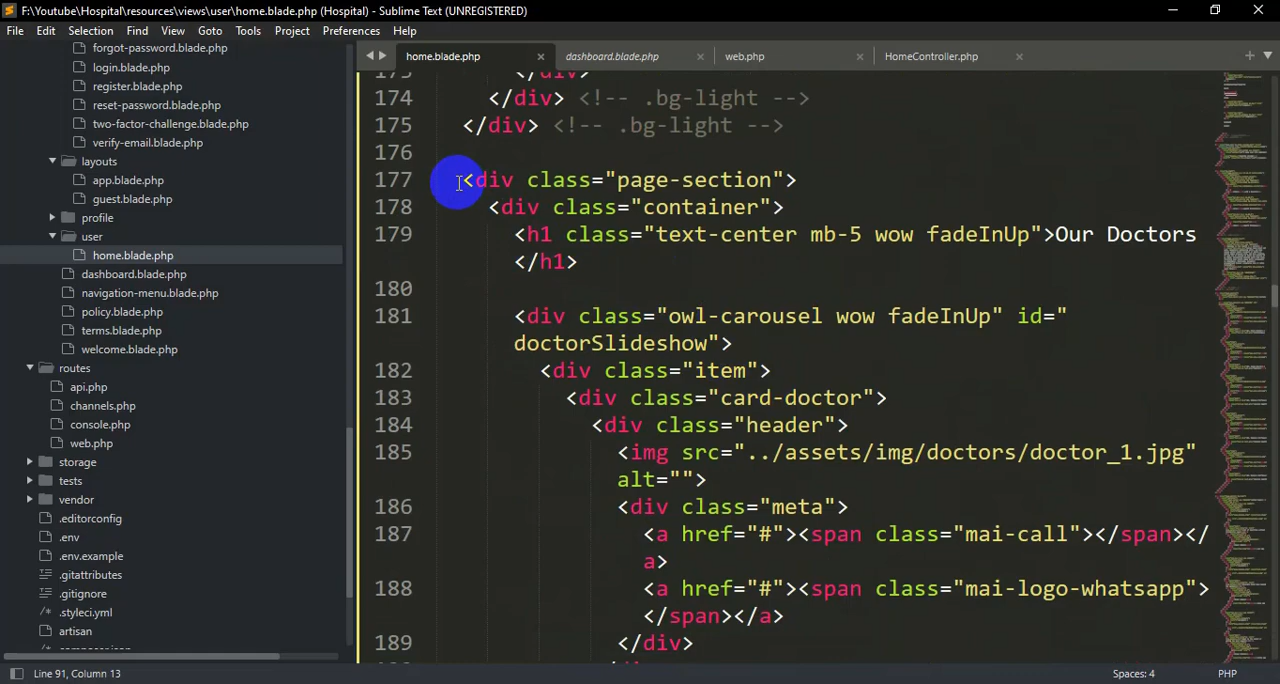 F:\Youtube\Hospital\resources\views\user\home.blade.php (Hospital) - Sublime Text (UNREGISTERED)
File Edit Selection Find View Goto Tools Project Preferences Help
forgot-password.blade.php
login.blade.php
register.blade.php
reset-password.blade.php
two-factor-challenge.blade.php
verify-email.blade.php
layouts
app.blade.php
guest.blade.php
profile
user
home.blade.php
dashboard.blade.php
navigation-menu.blade.php
policy.blade.php
terms.blade.php
welcome.blade.php
routes
api.php
channels.php
console.php
web.php
storage
tests
vendor
.editorconfig
.env
.env.example
.gitattributes
.gitignore
.styleci.yml
artisan
home.blade.php dashboard.blade.php web.php HomeController.php
173 </div>
174 </div> <!-- .bg-light -->
175 </div> <!-- .bg-light -->
176
177 <div class="page-section">
178 <div class="container">
179 <h1 class="text-center mb-5 wow fadeInUp">Our Doctors
</h1>
180
181 <div class="owl-carousel wow fadeInUp" id="
doctorSlideshow">
182 <div class="item">
183 <div class="card-doctor">
184 <div class="header">
185 <img src="../assets/img/doctors/doctor_1.jpg"
alt="">
186 <div class="meta">
187 <a href="#"><span class="mai-call"></span></
a>
188 <a href="#"><span class="mai-logo-whatsapp">
</span></a>
189 </div>
Line 91, Column 13 Spaces: 4 PHP